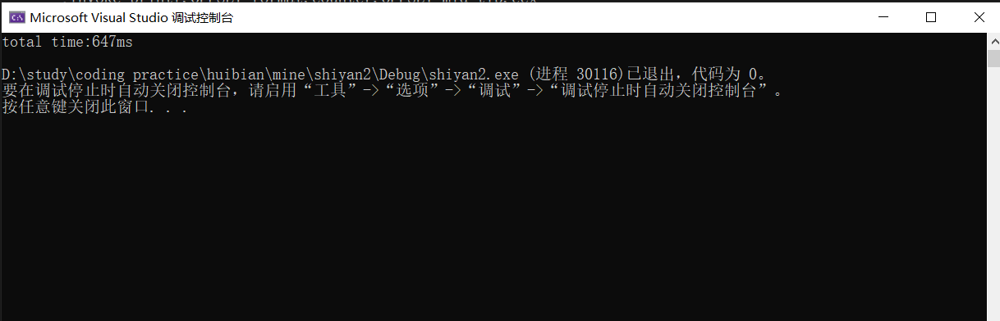 Microsoft Visual Studio 调试控制台
total time:647ms
D:\study\coding practice\huibian\mine\shiyan2\Debug\shiyan2.exe (进程 30116)已退出，代码为 0。
要在调试停止时自动关闭控制台，请启用“工具”->“选项”->“调试”->“调试停止时自动关闭控制台”。
按任意键关闭此窗口. . .